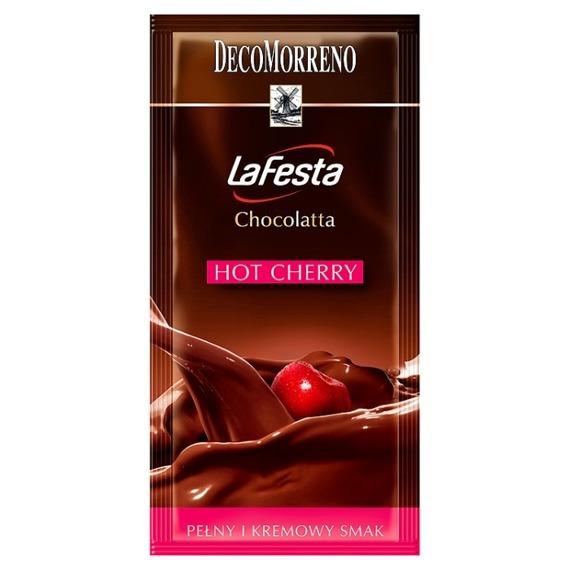 DECOMORRENO
LaFesta
Chocolatta
HOT CHERRY
PEŁNY I KREMOWY SMAK